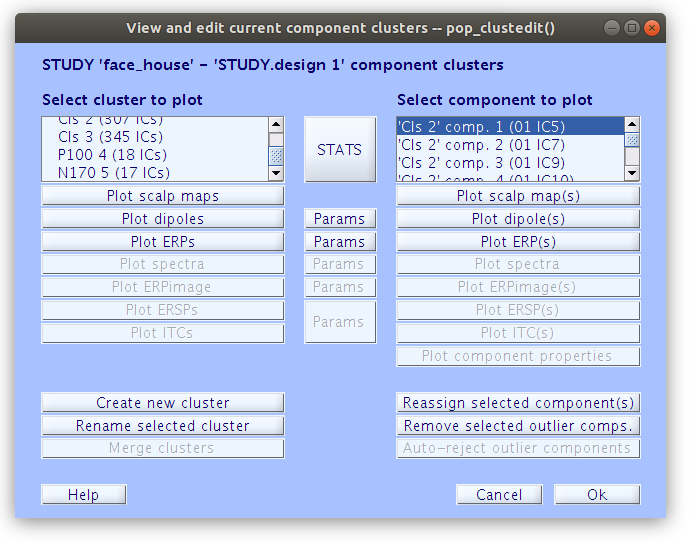 View and edit current component clusters -- pop_clustedit()
STUDY 'face_house' - 'STUDY.design 1' component clusters
Select cluster to plot
Select component to plot
Cls 2 (307 ICs)
Cls 3 (345 ICs)
P100 4 (18 ICs)
N170 5 (17 ICs)
STATS
'Cls 2' comp. 1 (01 IC5)
'Cls 2' comp. 2 (01 IC7)
'Cls 2' comp. 3 (01 IC9)
'Cls 2' comp. 4 (01 IC10)
Plot scalp maps
Plot scalp map(s)
Plot dipoles
Params
Plot dipole(s)
Plot ERPs
Params
Plot ERP(s)
Plot spectra
Params
Plot spectra
Plot ERPimage
Params
Plot ERPimage(s)
Plot ERSPs
Params
Plot ERSP(s)
Plot ITCs
Plot ITC(s)
Plot component properties
Create new cluster
Reassign selected component(s)
Rename selected cluster
Remove selected outlier comps.
Merge clusters
Auto-reject outlier components
Help
Cancel
Ok